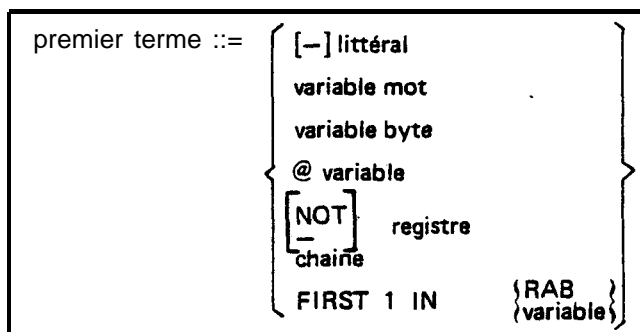 premier terme ::= [—] littéral
variable mot
variable byte
@ variable
[NOT
—] registre
chaine
FIRST 1 IN {RAB
variable}